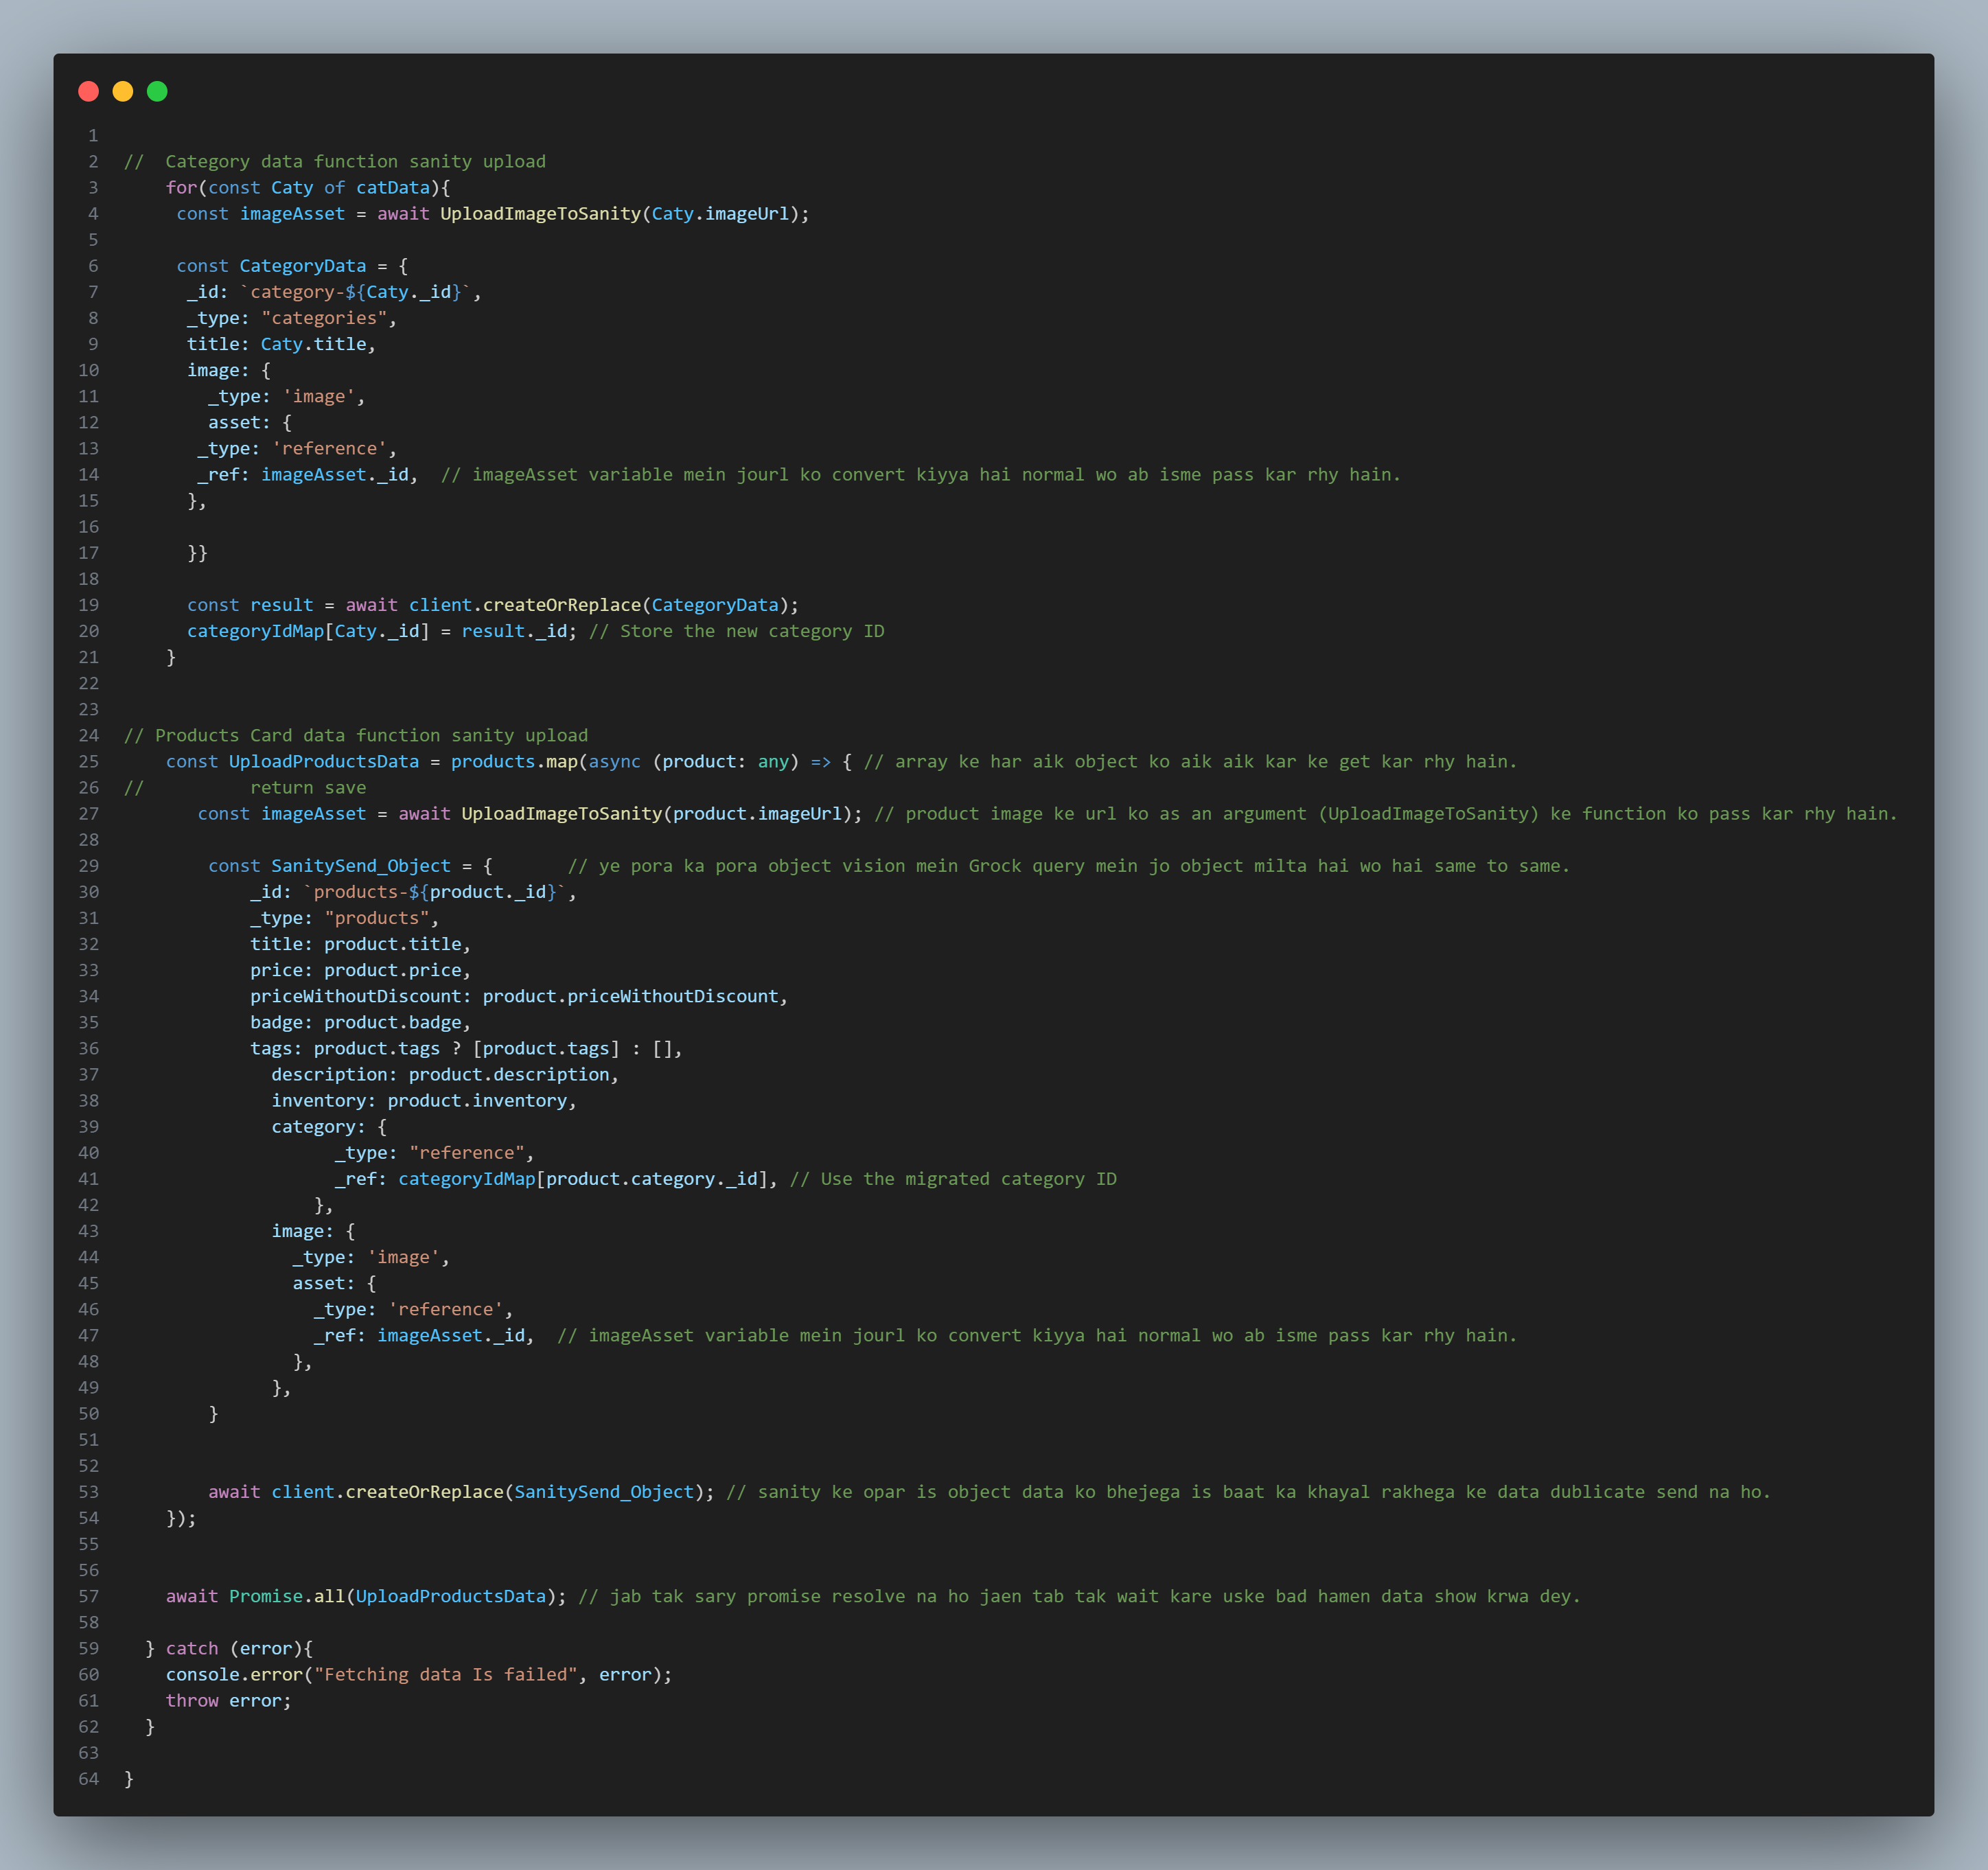 1
2 //  Category data function sanity upload
3     for(const Caty of catData){
4      const imageAsset = await UploadImageToSanity(Caty.imageUrl);
5
6      const CategoryData = {
7       _id: `category-${Caty._id}`,
8       _type: "categories",
9       title: Caty.title,
10       image: {
11         _type: 'image',
12         asset: {
13        _type: 'reference',
14        _ref: imageAsset._id,  // imageAsset variable mein jourl ko convert kiyya hai normal wo ab isme pass kar rhy hain.
15       },
16
17       }}
18
19       const result = await client.createOrReplace(CategoryData);
20       categoryIdMap[Caty._id] = result._id; // Store the new category ID
21     }
22
23
24 // Products Card data function sanity upload
25     const UploadProductsData = products.map(async (product: any) => { // array ke har aik object ko aik aik kar ke get kar rhy hain.
26 //          return save
27        const imageAsset = await UploadImageToSanity(product.imageUrl); // product image ke url ko as an argument (UploadImageToSanity) ke function ko pass kar rhy hain.
28
29         const SanitySend_Object = {       // ye pora ka pora object vision mein Grock query mein jo object milta hai wo hai same to same.
30             _id: `products-${product._id}`,
31             _type: "products",
32             title: product.title,
33             price: product.price,
34             priceWithoutDiscount: product.priceWithoutDiscount,
35             badge: product.badge,
36             tags: product.tags ? [product.tags] : [],
37               description: product.description,
38               inventory: product.inventory,
39               category: {
40                     _type: "reference",
41                     _ref: categoryIdMap[product.category._id], // Use the migrated category ID
42                   },
43               image: {
44                 _type: 'image',
45                 asset: {
46                   _type: 'reference',
47                   _ref: imageAsset._id,  // imageAsset variable mein jourl ko convert kiyya hai normal wo ab isme pass kar rhy hain.
48                 },
49               },
50         }
51
52
53         await client.createOrReplace(SanitySend_Object); // sanity ke opar is object data ko bhejega is baat ka khayal rakhega ke data dublicate send na ho.
54     });
55
56
57     await Promise.all(UploadProductsData); // jab tak sary promise resolve na ho jaen tab tak wait kare uske bad hamen data show krwa dey.
58
59   } catch (error){
60     console.error("Fetching data Is failed", error);
61     throw error;
62   }
63
64 }